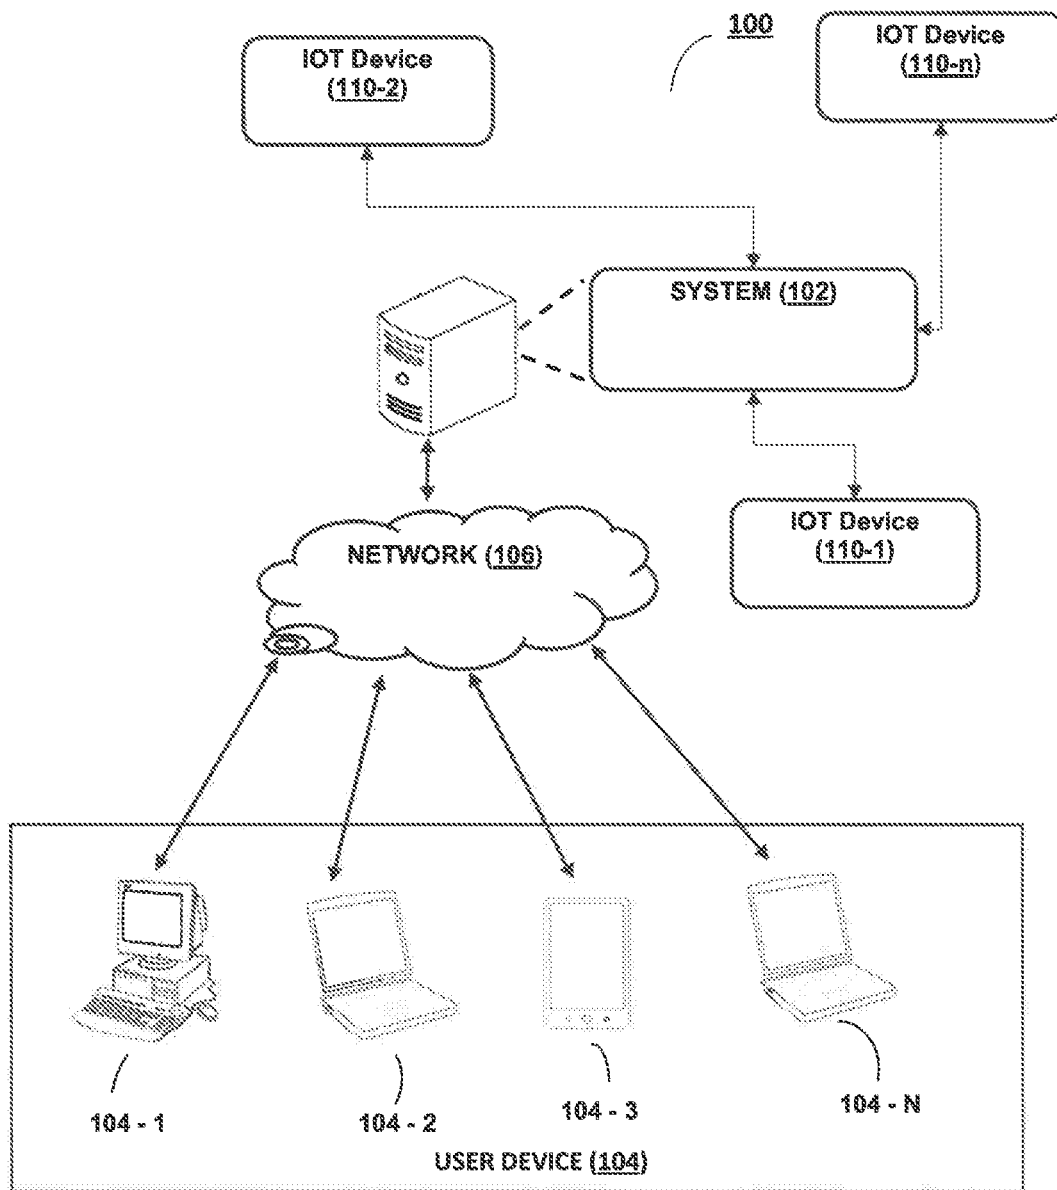 100
IOT Device
(110-2)
IOT Device
(110-n)
SYSTEM (102)
IOT Device
(110-1)
NETWORK (106)
104 - 1
104 - 2
104 - 3
104 - N
USER DEVICE (104)